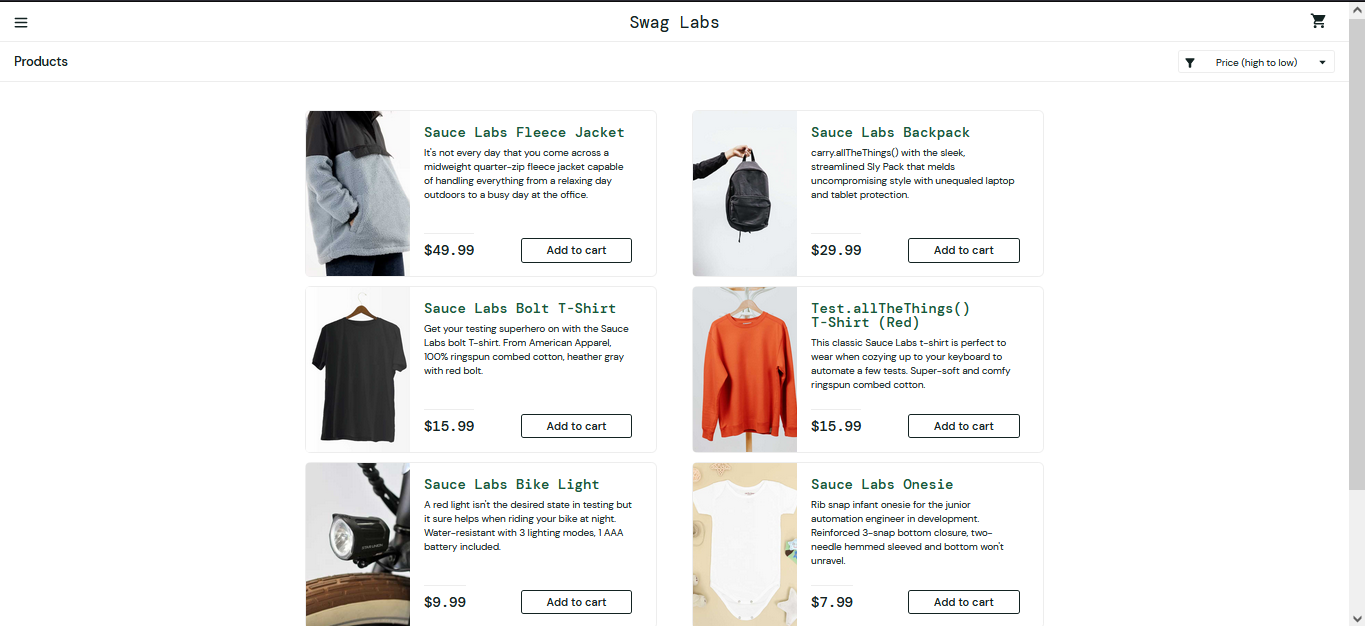 Swag Labs
Products
Price (high to low)
Sauce Labs Fleece Jacket
It's not every day that you come across a
midweight quarter-zip fleece jacket capable
of handling everything from a relaxing day
outdoors to a busy day at the office.
$49.99
Add to cart
Sauce Labs Backpack
carry.allTheThings() with the sleek,
streamlined Sly Pack that melds
uncompromising style with unequaled laptop
and tablet protection.
$29.99
Add to cart
Sauce Labs Bolt T-Shirt
Get your testing superhero on with the Sauce
Labs bolt T-shirt. From American Apparel,
100% ringspun combed cotton, heather gray
with red bolt.
$15.99
Add to cart
Test.allTheThings()
T-Shirt (Red)
This classic Sauce Labs t-shirt is perfect to
wear when cozying up to your keyboard to
automate a few tests. Super-soft and comfy
ringspun combed cotton.
$15.99
Add to cart
Sauce Labs Bike Light
A red light isn't the desired state in testing but
it sure helps when riding your bike at night.
Water-resistant with 3 lighting modes, 1 AAA
battery included.
$9.99
Add to cart
Sauce Labs Onesie
Rib snap infant onesie for the junior
automation engineer in development.
Reinforced 3-snap bottom closure, two-
needle hemmed sleeved and bottom won't
unravel.
$7.99
Add to cart